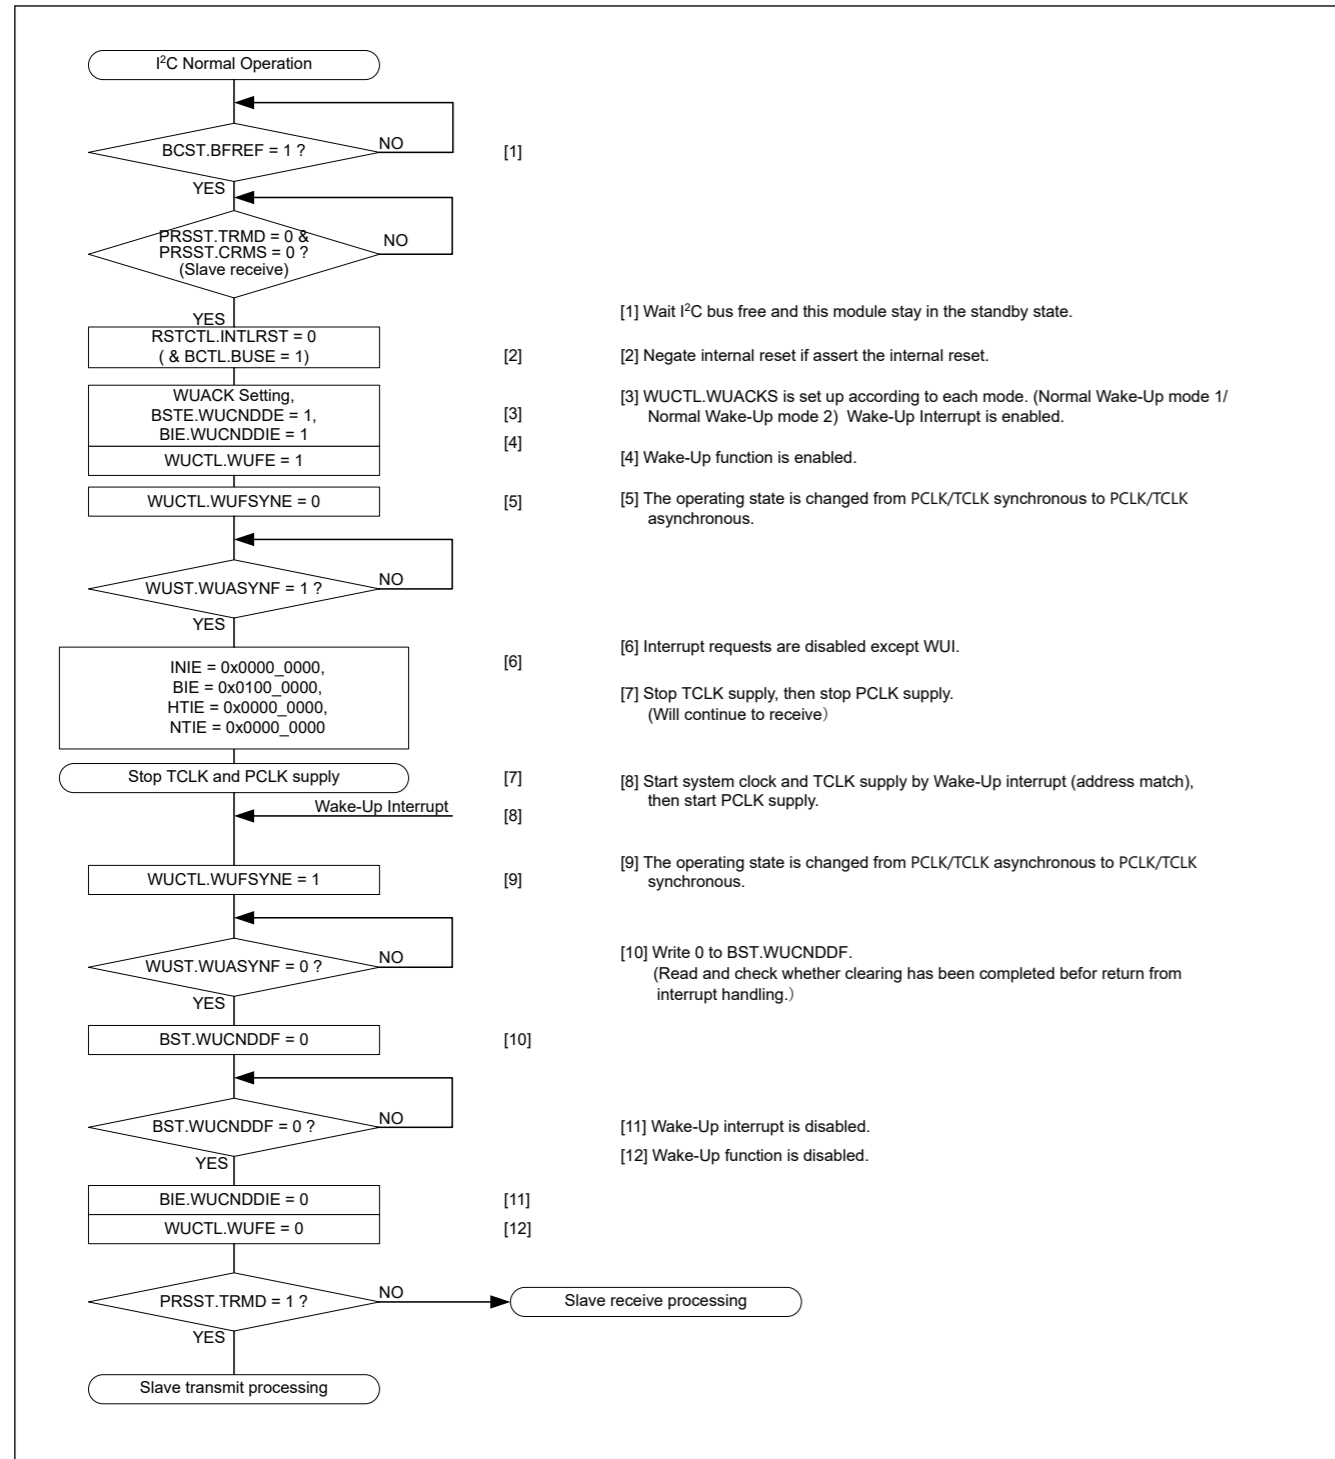 I²C Normal Operation
BCST.BFREF = 1 ?
NO
[1]
YES
PRSST.TRMD = 0 &
PRSST.CRMS = 0 ?
(Slave receive)
NO
YES
RSTCTL.INTLRST = 0
( & BCTL.BUSE = 1)
[2]
WUACK Setting,
BSTE.WUCNDDE = 1,
BIE.WUCNDDIE = 1
[3]
[4]
WUCTL.WUFE = 1
WUCTL.WUFSYNE = 0
[5]
WUST.WUASYNF = 1 ?
NO
YES
INIE = 0x0000_0000,
BIE = 0x0100_0000,
HTIE = 0x0000_0000,
NTIE = 0x0000_0000
[6]
Stop TCLK and PCLK supply
[7]
Wake-Up Interrupt
[8]
WUCTL.WUFSYNE = 1
[9]
WUST.WUASYNF = 0 ?
NO
YES
BST.WUCNDDF = 0
[10]
BST.WUCNDDF = 0 ?
NO
YES
BIE.WUCNDDIE = 0
[11]
WUCTL.WUFE = 0
[12]
PRSST.TRMD = 1 ?
NO
Slave receive processing
YES
Slave transmit processing
[1] Wait I²C bus free and this module stay in the standby state.
[2] Negate internal reset if assert the internal reset.
[3] WUCTL.WUACKS is set up according to each mode. (Normal Wake-Up mode 1/
Normal Wake-Up mode 2) Wake-Up Interrupt is enabled.
[4] Wake-Up function is enabled.
[5] The operating state is changed from PCLK/TCLK synchronous to PCLK/TCLK
asynchronous.
[6] Interrupt requests are disabled except WUI.
[7] Stop TCLK supply, then stop PCLK supply.
(Will continue to receive）
[8] Start system clock and TCLK supply by Wake-Up interrupt (address match),
then start PCLK supply.
[9] The operating state is changed from PCLK/TCLK asynchronous to PCLK/TCLK
synchronous.
[10] Write 0 to BST.WUCNDDF.
(Read and check whether clearing has been completed befor return from
interrupt handling.）
[11] Wake-Up interrupt is disabled.
[12] Wake-Up function is disabled.